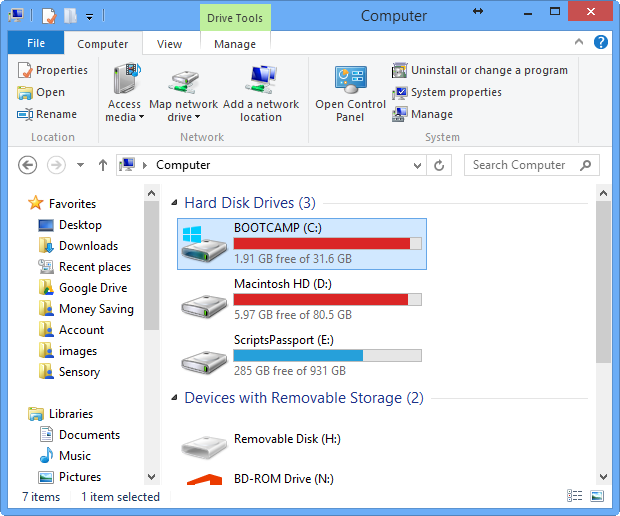 Drive Tools
Computer
File
Computer
View
Manage
Properties
Open
Rename
Location
Access media
Map network drive
Add a network location
Network
Open Control Panel
Uninstall or change a program
System properties
Manage
System
Computer
Search Computer
Favorites
Desktop
Downloads
Recent places
Google Drive
Money Saving
Account
images
Sensory
Libraries
Documents
Music
Pictures
Hard Disk Drives (3)
BOOTCAMP (C:)
1.91 GB free of 31.6 GB
Macintosh HD (D:)
5.97 GB free of 80.5 GB
ScriptsPassport (E:)
285 GB free of 931 GB
Devices with Removable Storage (2)
Removable Disk (H:)
BD-ROM Drive (N:)
7 items
1 item selected